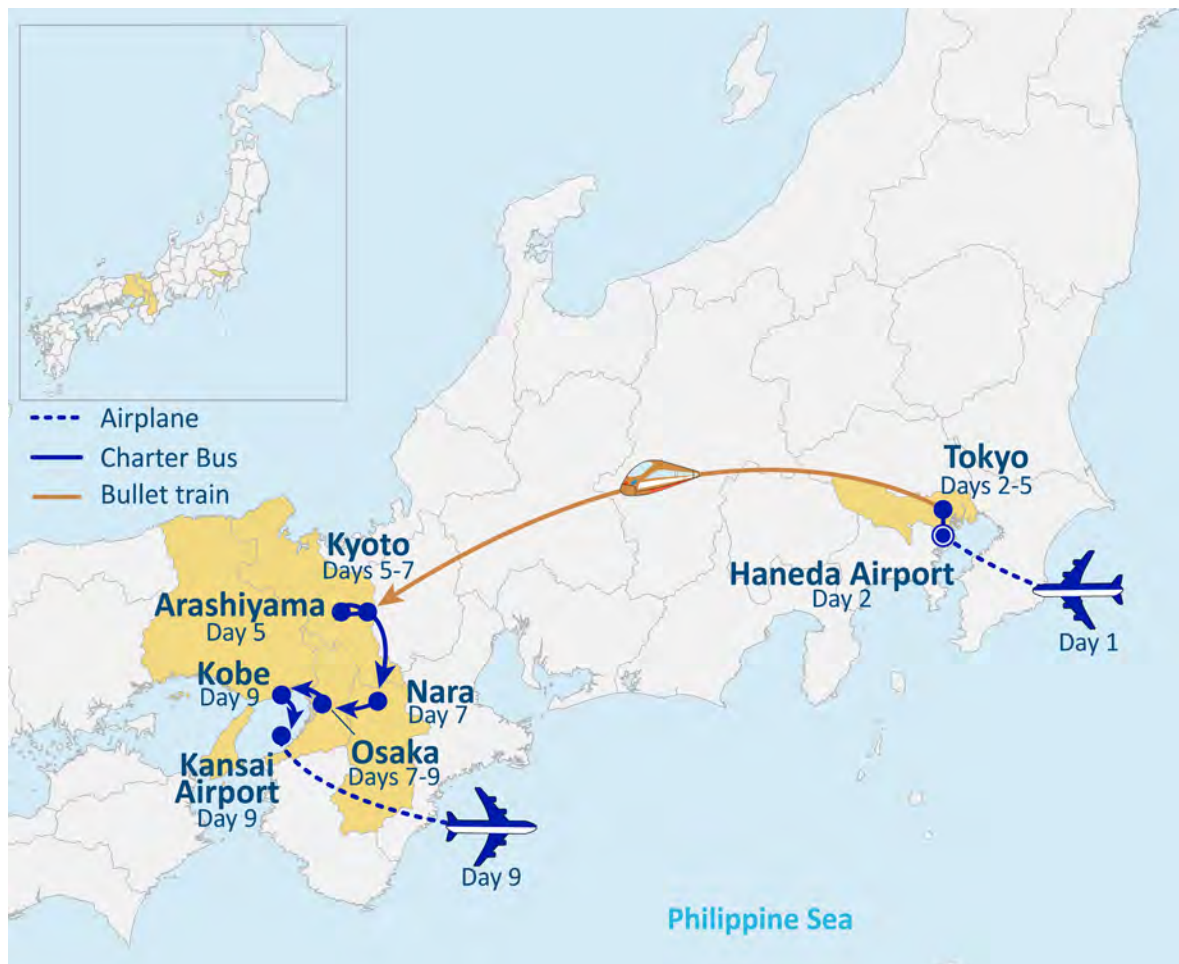 Airplane
Charter Bus
Bullet train
Tokyo
Days 2-5
Haneda Airport
Day 2
Day 1
Kyoto
Days 5-7
Arashiyama
Day 5
Kobe
Day 9
Nara
Day 7
Osaka
Days 7-9
Kansai
Airport
Day 9
Day 9
Philippine Sea